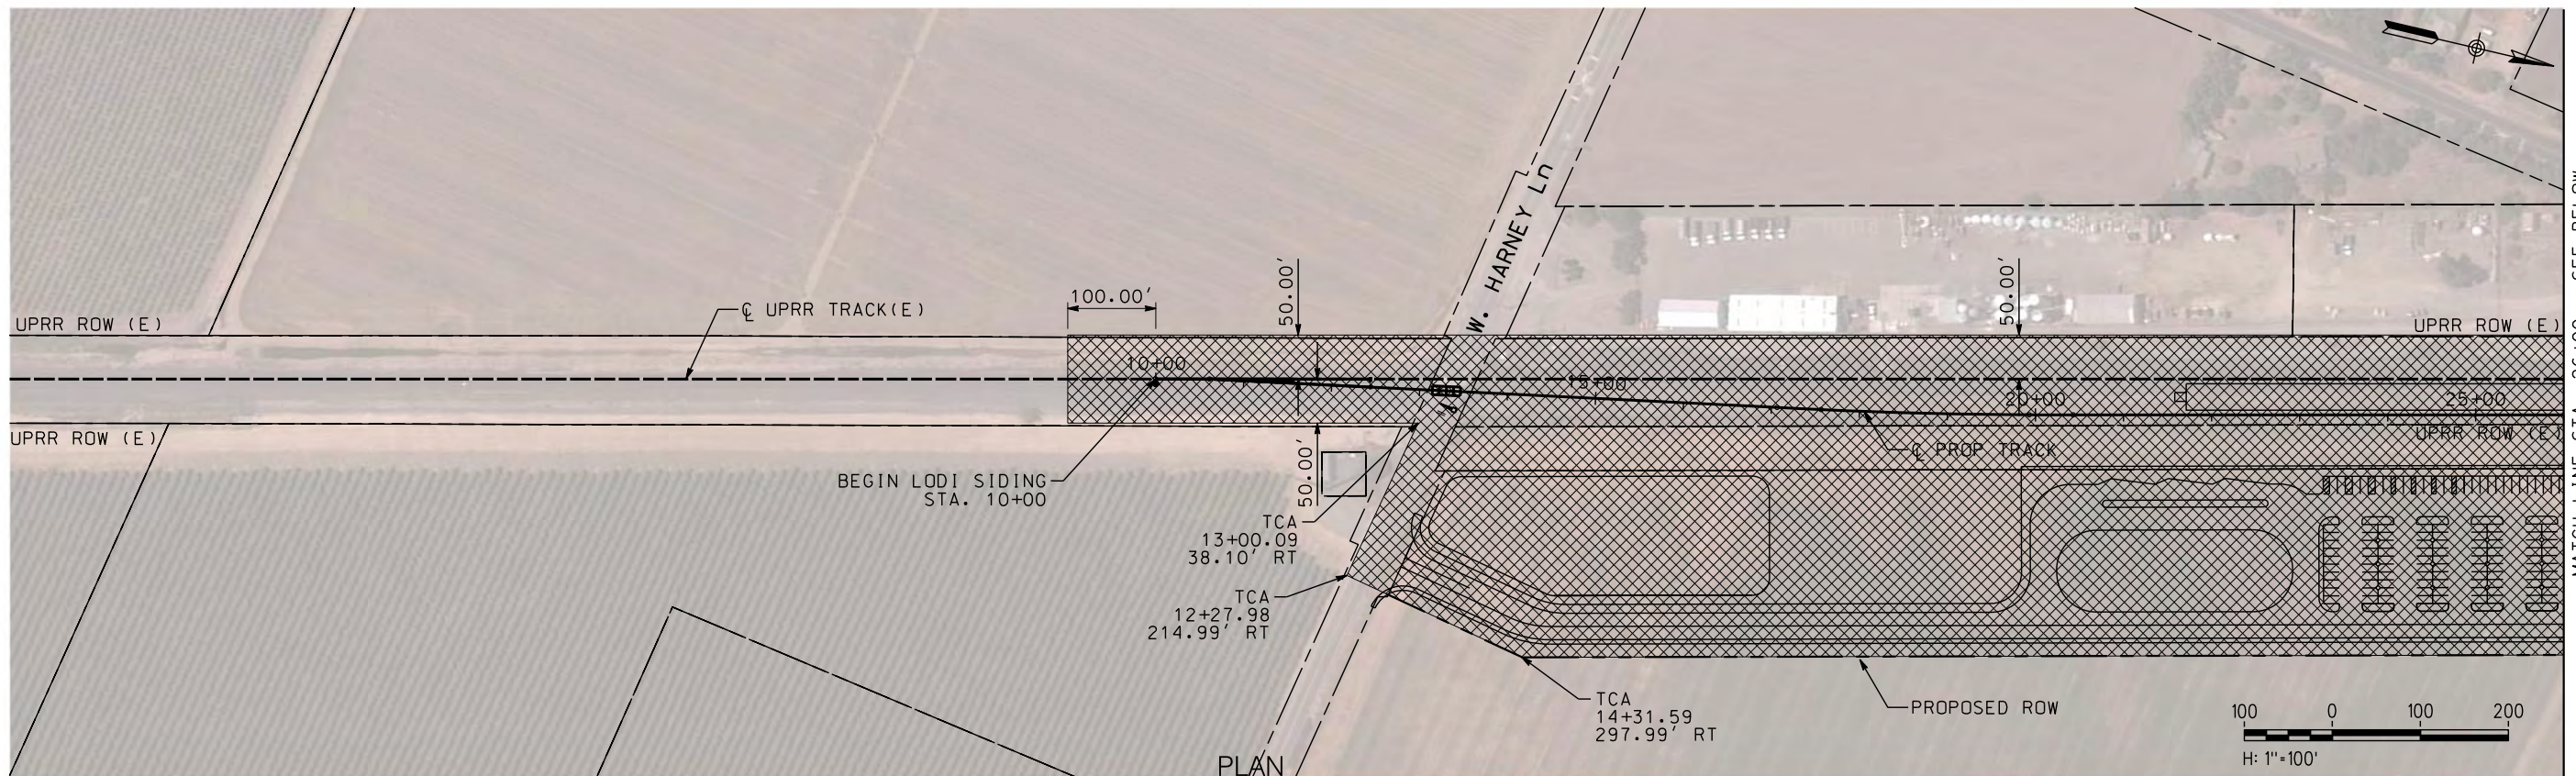 UPRR ROW (E)
℄ UPRR TRACK(E)
100.00'
50.00'
W. HARNEY Ln
50.00'
UPRR ROW (E)
10+00
15+00
20+00
25+00
UPRR ROW (E)
UPRR ROW (E)
℄ PROP TRACK
BEGIN LODI SIDING
STA. 10+00
50.00'
TCA
13+00.09
38.10' RT
TCA
12+27.98
214.99' RT
TCA
14+31.59
297.99' RT
PROPOSED ROW
PLAN
100 0 100 200
H: 1"=100'